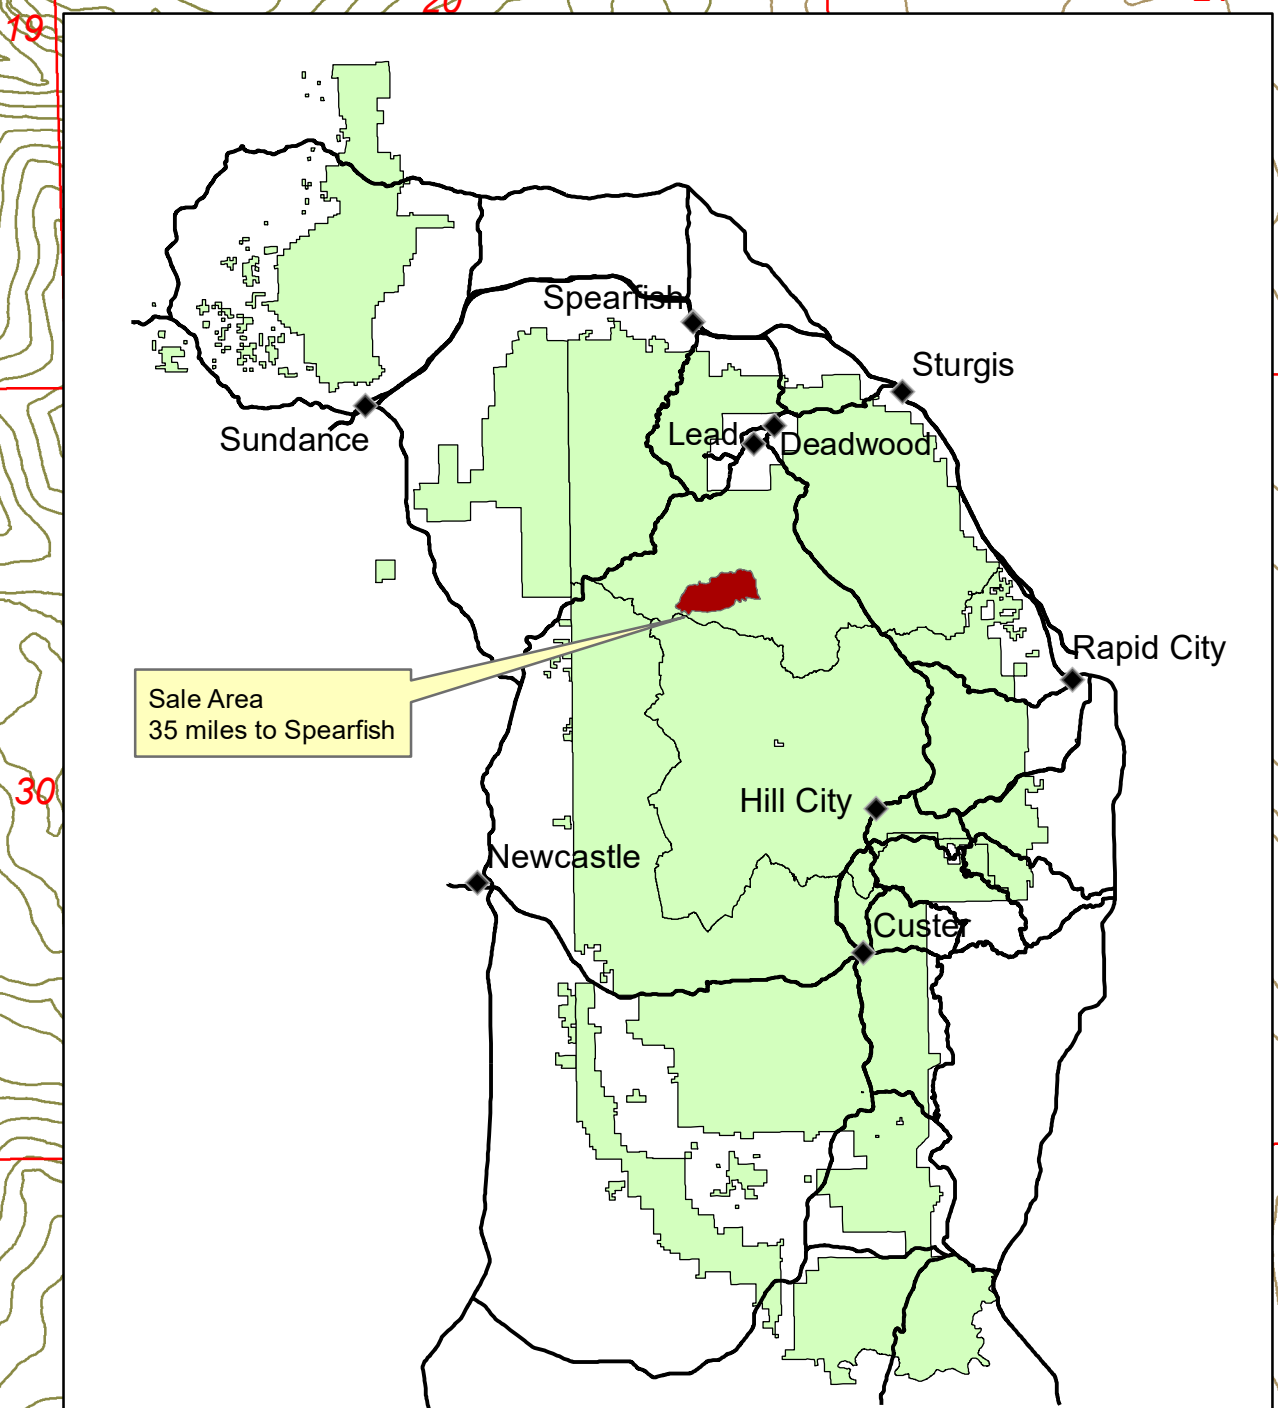 19
20
Spearfish
Sturgis
Sundance
Lead
Deadwood
Rapid City
Sale Area
35 miles to Spearfish
30
Hill City
Newcastle
Custer